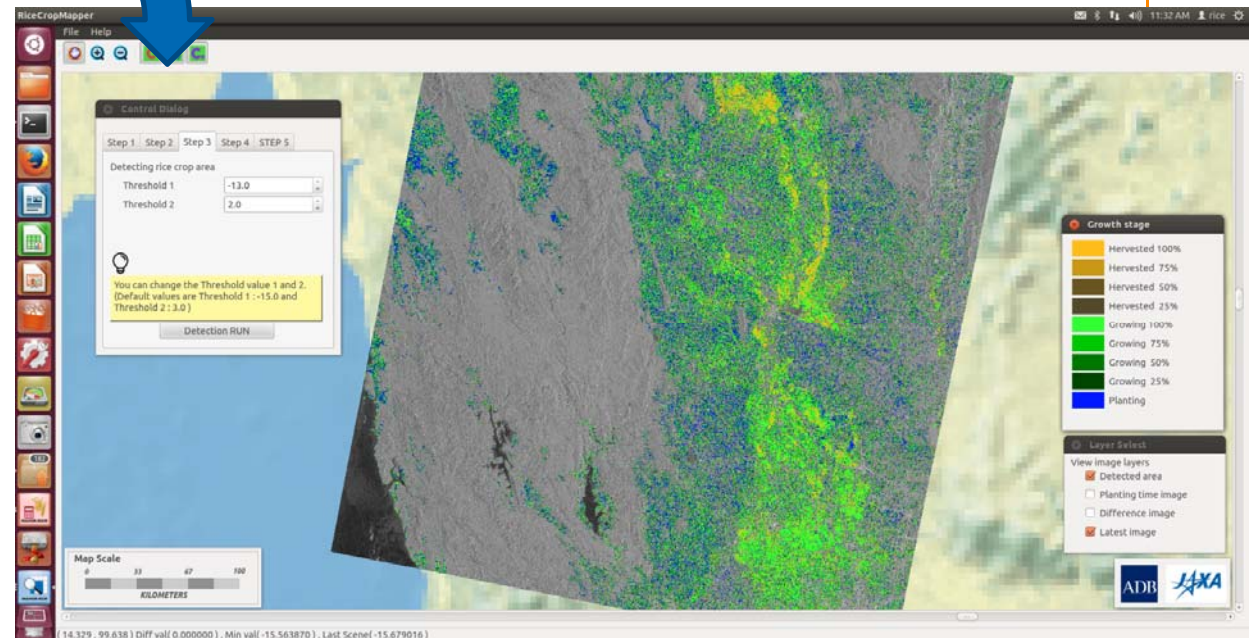 RiceCropMapper
11:32 AM rice
File Help
Control Dialog
Step 1 Step 2 Step 3 Step 4 STEP 5
Detecting rice crop area
Threshold 1 -13.0
Threshold 2 2.0
You can change the Threshold value 1 and 2.
(Default values are Threshold 1 :-15.0 and
Threshold 2 : 3.0 )
Detection RUN
Growth stage
Hervested 100%
Hervested 75%
Hervested 50%
Hervested 25%
Growing 100%
Growing 75%
Growing 50%
Growing 25%
Planting
Layer Select
View image layers
Detected area
Planting time image
Difference image
Latest image
Map Scale
0 33 67 100
KILOMETERS
ADB JAXA
( 14.329 , 99.638 ) Diff val( 0.000000 ) , Min val( -15.563870 ) , Last Scene( -15.679016 )